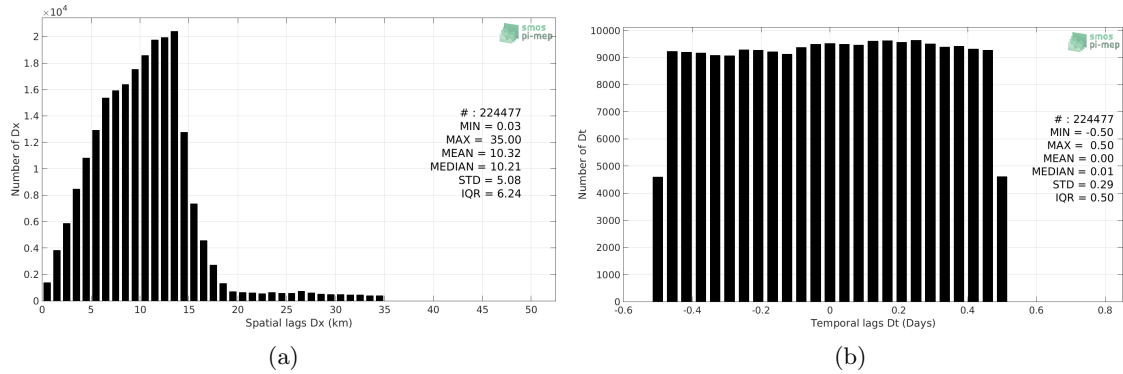 ×10^4
smos
pi-mep
2
1.8
1.6
1.4
1.2
1
0.8
0.6
0.4
0.2
0
Number of Dx
# : 224477
MIN = 0.03
MAX = 35.00
MEAN = 10.32
MEDIAN = 10.21
STD = 5.08
IQR = 6.24
0 5 10 15 20 25 30 35 40 45 50
Spatial lags Dx (km)
(a)
smos
pi-mep
10000
9000
8000
7000
6000
5000
4000
3000
2000
1000
0
Number of Dt
# : 224477
MIN = -0.50
MAX = 0.50
MEAN = 0.00
MEDIAN = 0.01
STD = 0.29
IQR = 0.50
-0.6 -0.4 -0.2 0 0.2 0.4 0.6 0.8
Temporal lags Dt (Days)
(b)